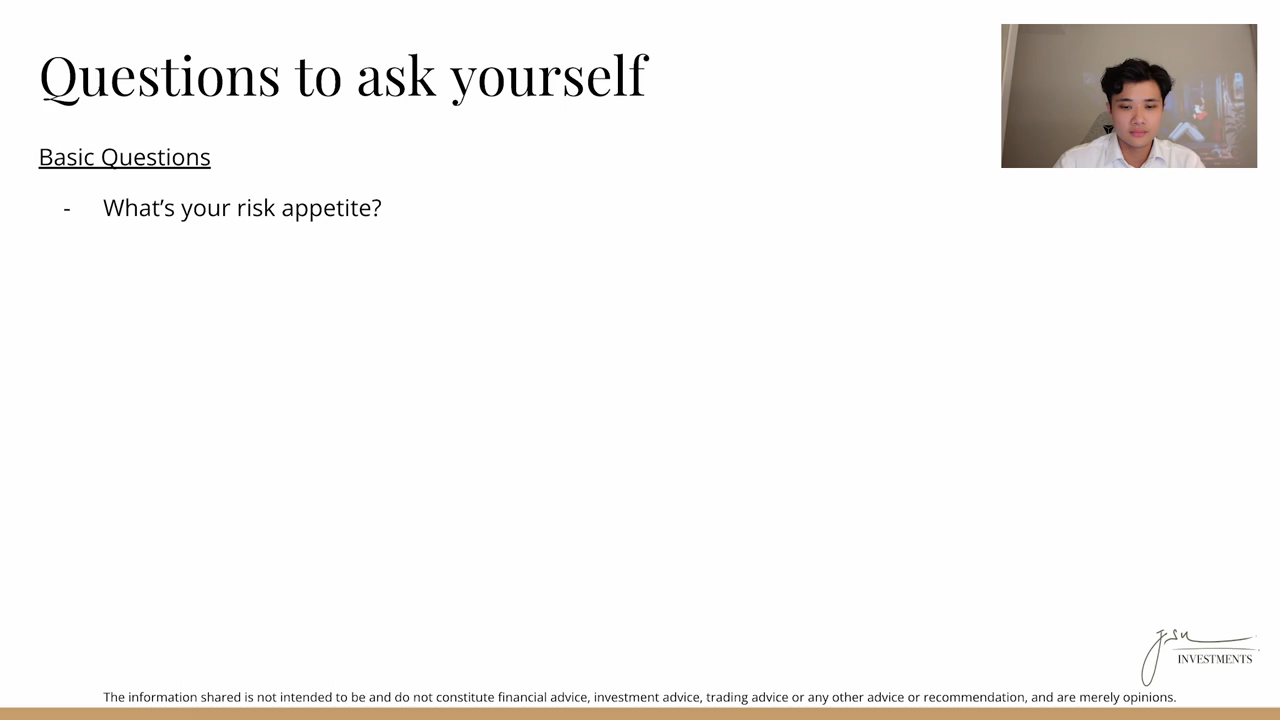 Questions to ask yourself
Basic Questions
- What's your risk appetite?
INVESTMENTS
The information shared is not intended to be and do not constitute financial advice, investment advice, trading advice or any other advice or recommendation, and are merely opinions.